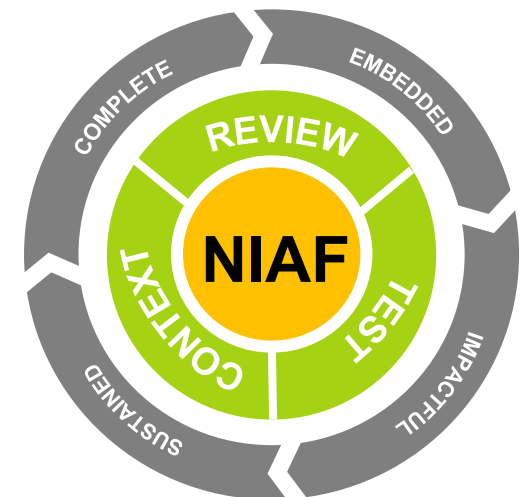 COMPLETE
EMBEDDED
REVIEW
NIAF
CONTEXT
TEST
SUSTAINED
IMPACTFUL